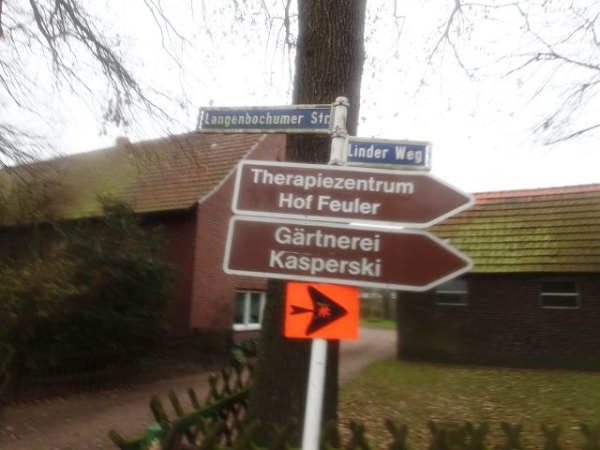 Langenbochumer Str.
Linder Weg
Therapiezentrum
Hof Feuler
Gärtnerei
Kasperski